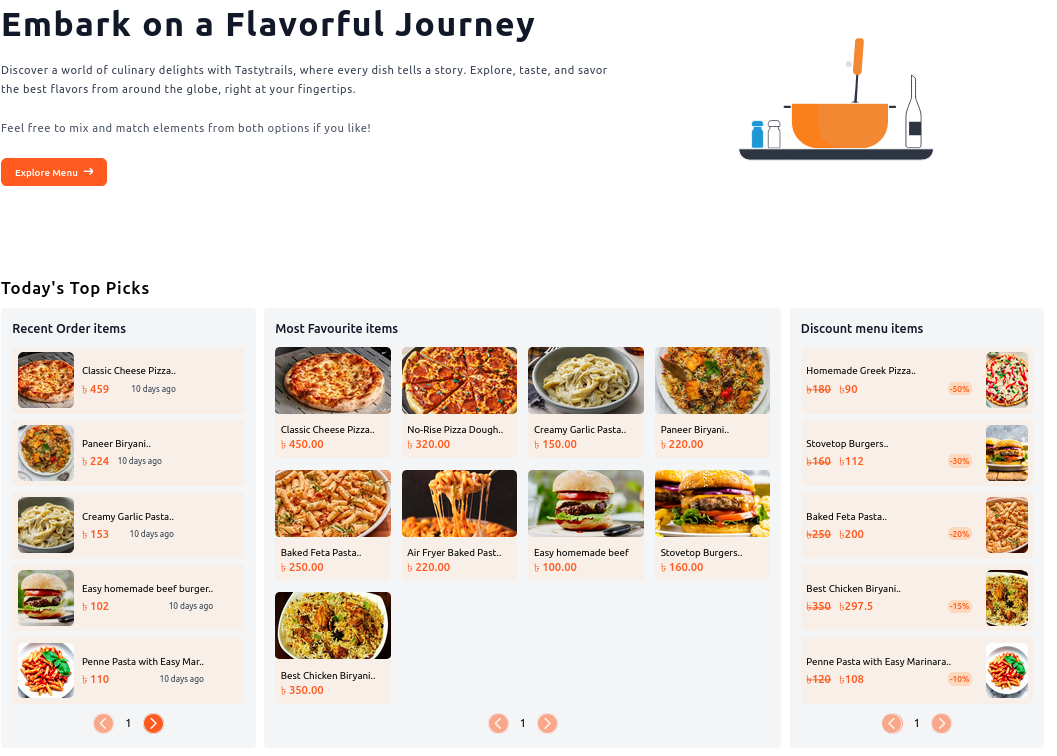 Embark on a Flavorful Journey
Discover a world of culinary delights with Tastytrails, where every dish tells a story. Explore, taste, and savor
the best flavors from around the globe, right at your fingertips.
Feel free to mix and match elements from both options if you like!
Explore Menu →
Today's Top Picks
Recent Order items
Classic Cheese Pizza..
৳ 459 10 days ago
Paneer Biryani..
৳ 224 10 days ago
Creamy Garlic Pasta..
৳ 153 10 days ago
Easy homemade beef burger..
৳ 102 10 days ago
Penne Pasta with Easy Mar..
৳ 110 10 days ago
1
Most Favourite items
Classic Cheese Pizza..
৳ 450.00
No-Rise Pizza Dough..
৳ 320.00
Creamy Garlic Pasta..
৳ 150.00
Paneer Biryani..
৳ 220.00
Baked Feta Pasta..
৳ 250.00
Air Fryer Baked Past..
৳ 220.00
Easy homemade beef
৳ 100.00
Stovetop Burgers..
৳ 160.00
Best Chicken Biryani..
৳ 350.00
1
Discount menu items
Homemade Greek Pizza..
৳180 ৳90 -50%
Stovetop Burgers..
৳160 ৳112 -30%
Baked Feta Pasta..
৳250 ৳200 -20%
Best Chicken Biryani..
৳350 ৳297.5 -15%
Penne Pasta with Easy Marinara..
৳120 ৳108 -10%
1